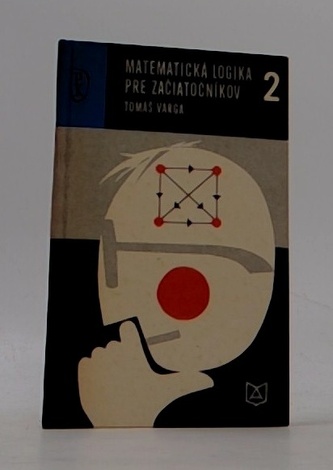 MATEMATICKÁ LOGIKA
PRE ZAČIATOČNÍKOV 2
TOMÁŠ VARGA